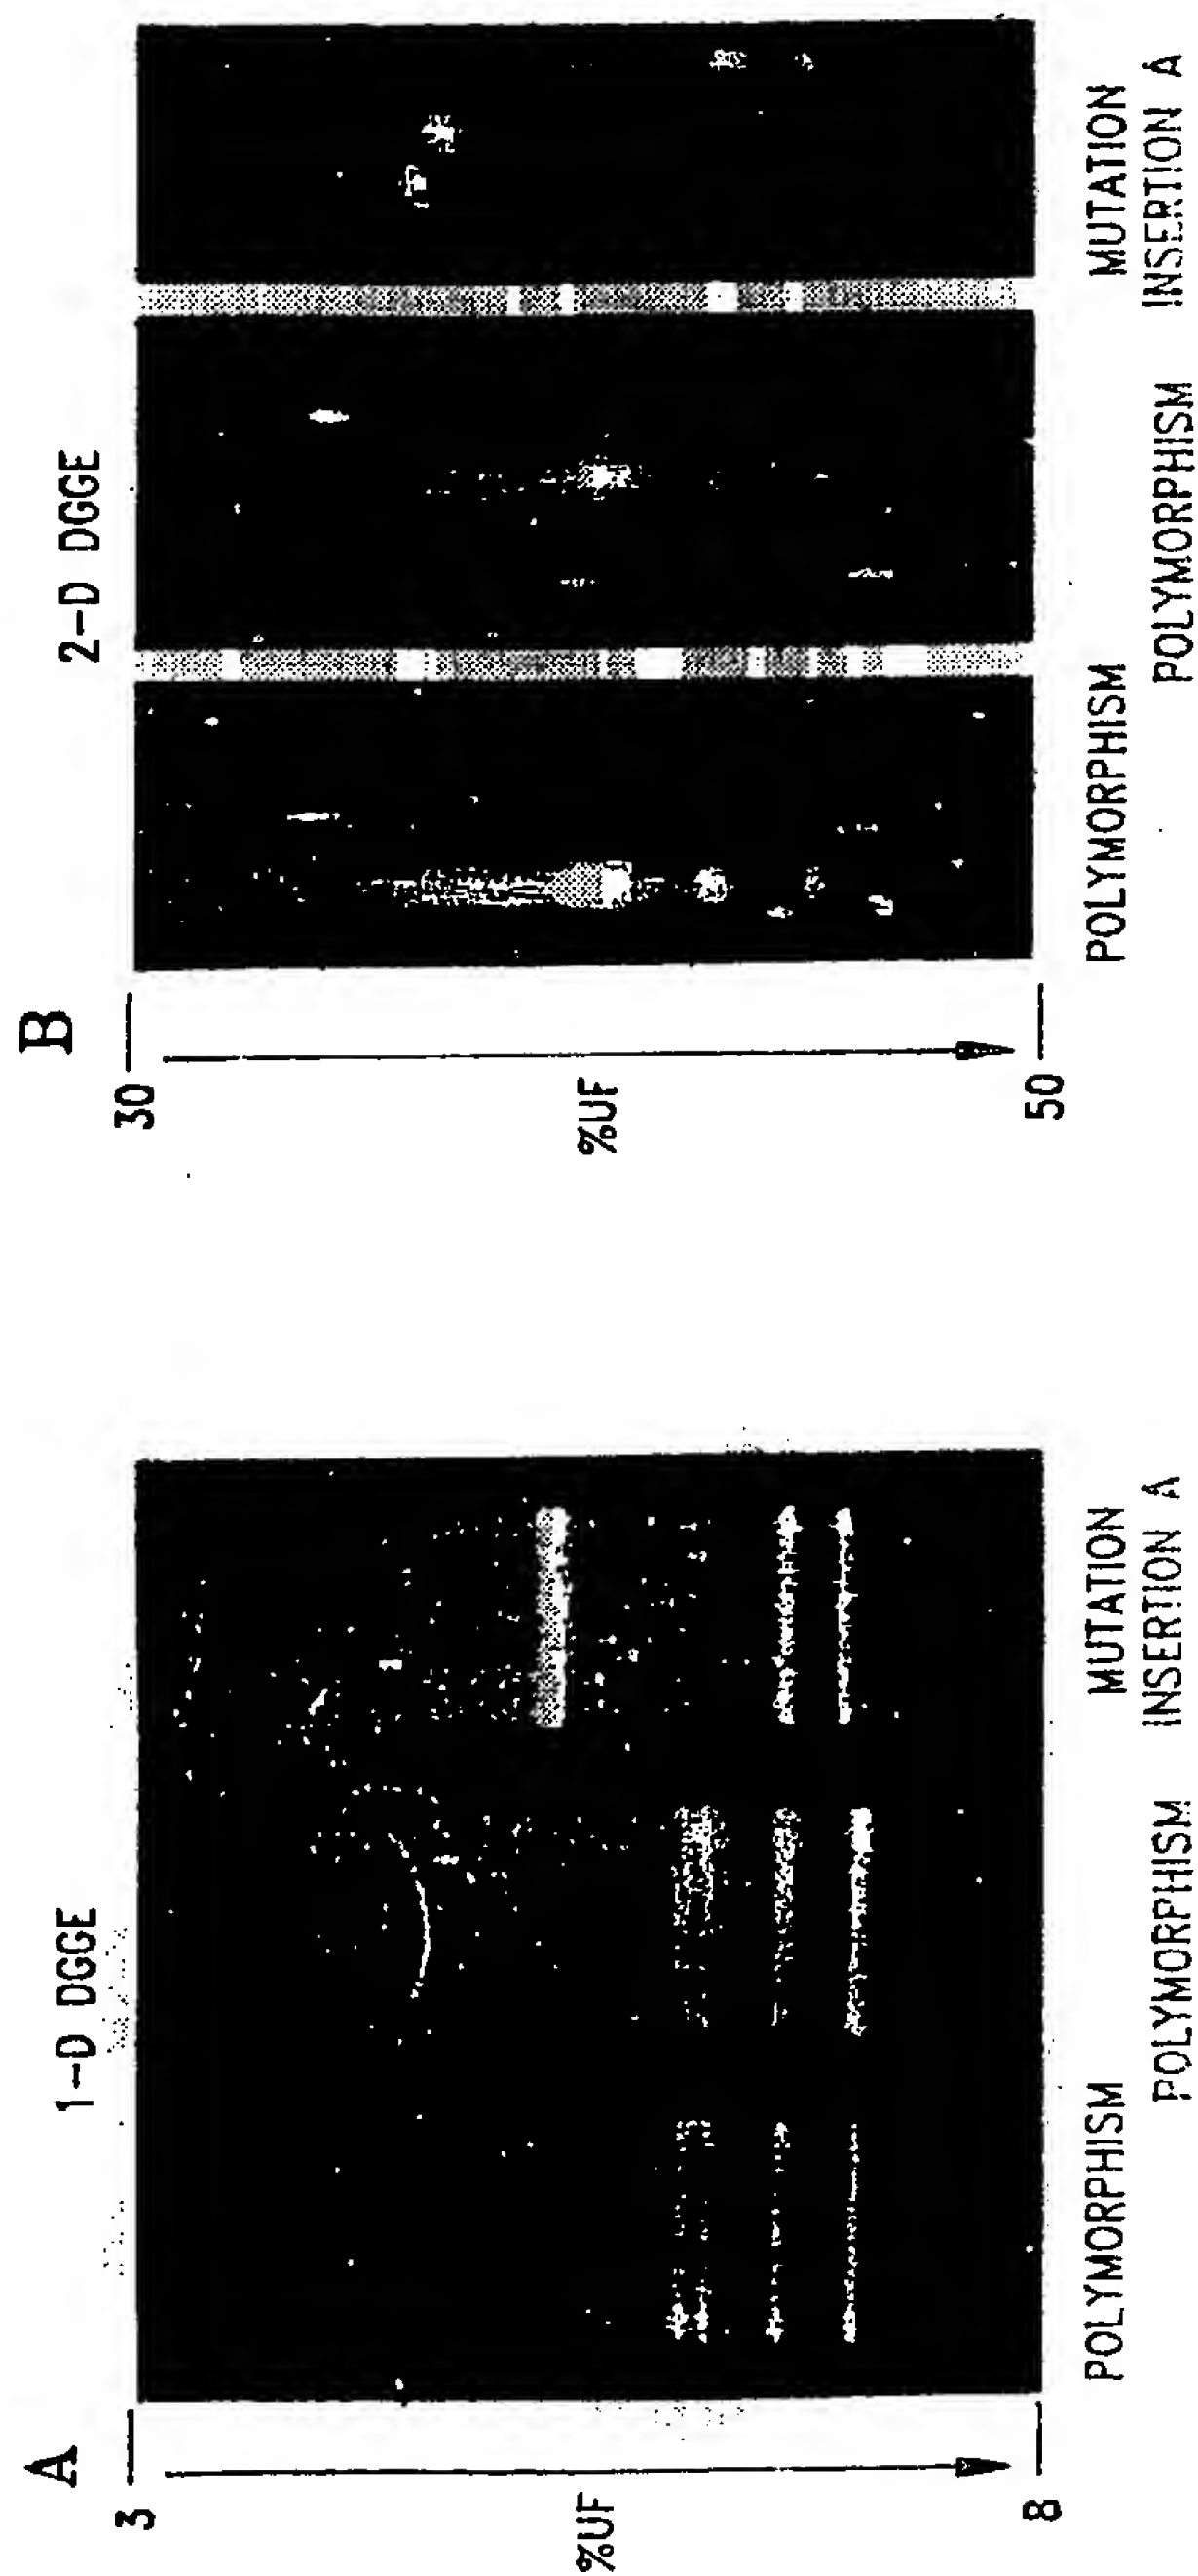 A
1-D DGGE
3
%UF
8
POLYMORPHISM
POLYMORPHISM
MUTATION
INSERTION A
B
2-D DGGE
30
%UF
50
POLYMORPHISM
POLYMORPHISM
MUTATION
INSERTION A